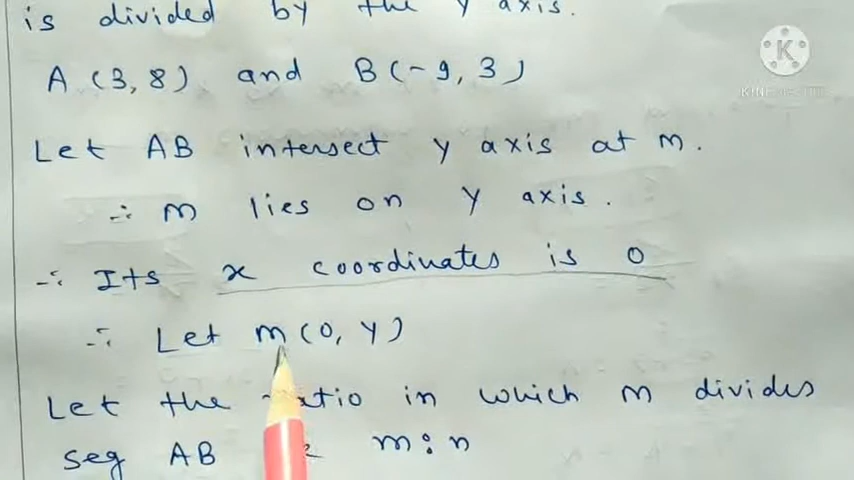 is divided by the y axis.
A (3, 8) and B(-9, 3)
Let AB intersect y axis at m.
∴ m lies on y axis.
∴ Its x coordinates is 0
∴ Let m(0, y)
Let the ratio in which m divides
seg AB m:n
K